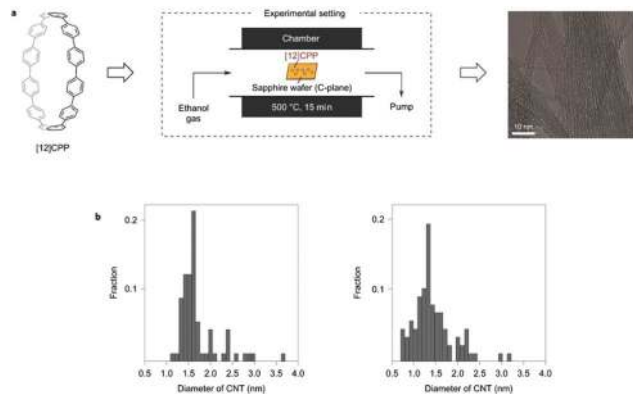 a
Experimental setting
Chamber
[12]CPP
Sapphire wafer (C-plane)
Ethanol
gas
Pump
500 °C, 15 min
10 nm
[12]CPP
b
0.2
0.1
Fraction
0.5 1.0 1.5 2.0 2.5 3.0 3.5 4.0
Diameter of CNT (nm)
0.2
0.1
Fraction
0.5 1.0 1.5 2.0 2.5 3.0 3.5 4.0
Diameter of CNT (nm)